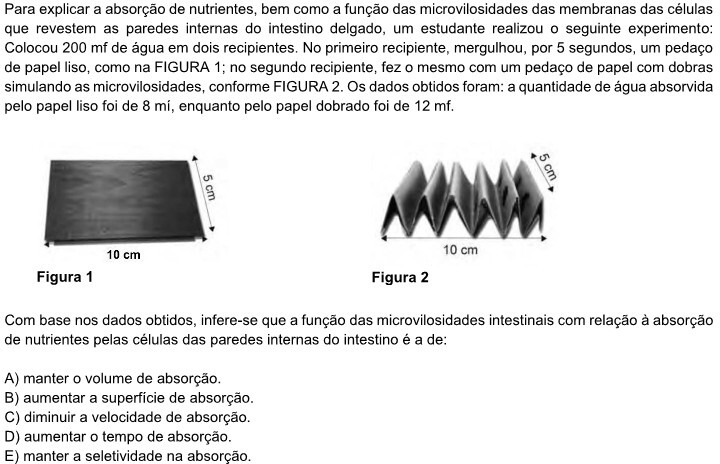 Para explicar a absorção de nutrientes, bem como a função das microvilosidades das membranas das células
que revestem as paredes internas do intestino delgado, um estudante realizou o seguinte experimento:
Colocou 200 mf de água em dois recipientes. No primeiro recipiente, mergulhou, por 5 segundos, um pedaço
de papel liso, como na FIGURA 1; no segundo recipiente, fez o mesmo com um pedaço de papel com dobras
simulando as microvilosidades, conforme FIGURA 2. Os dados obtidos foram: a quantidade de água absorvida
pelo papel liso foi de 8 mí, enquanto pelo papel dobrado foi de 12 mf.
5 cm
10 cm
Figura 1
5 cm
10 cm
Figura 2
Com base nos dados obtidos, infere-se que a função das microvilosidades intestinais com relação à absorção
de nutrientes pelas células das paredes internas do intestino é a de:
A) manter o volume de absorção.
B) aumentar a superfície de absorção.
C) diminuir a velocidade de absorção.
D) aumentar o tempo de absorção.
E) manter a seletividade na absorção.